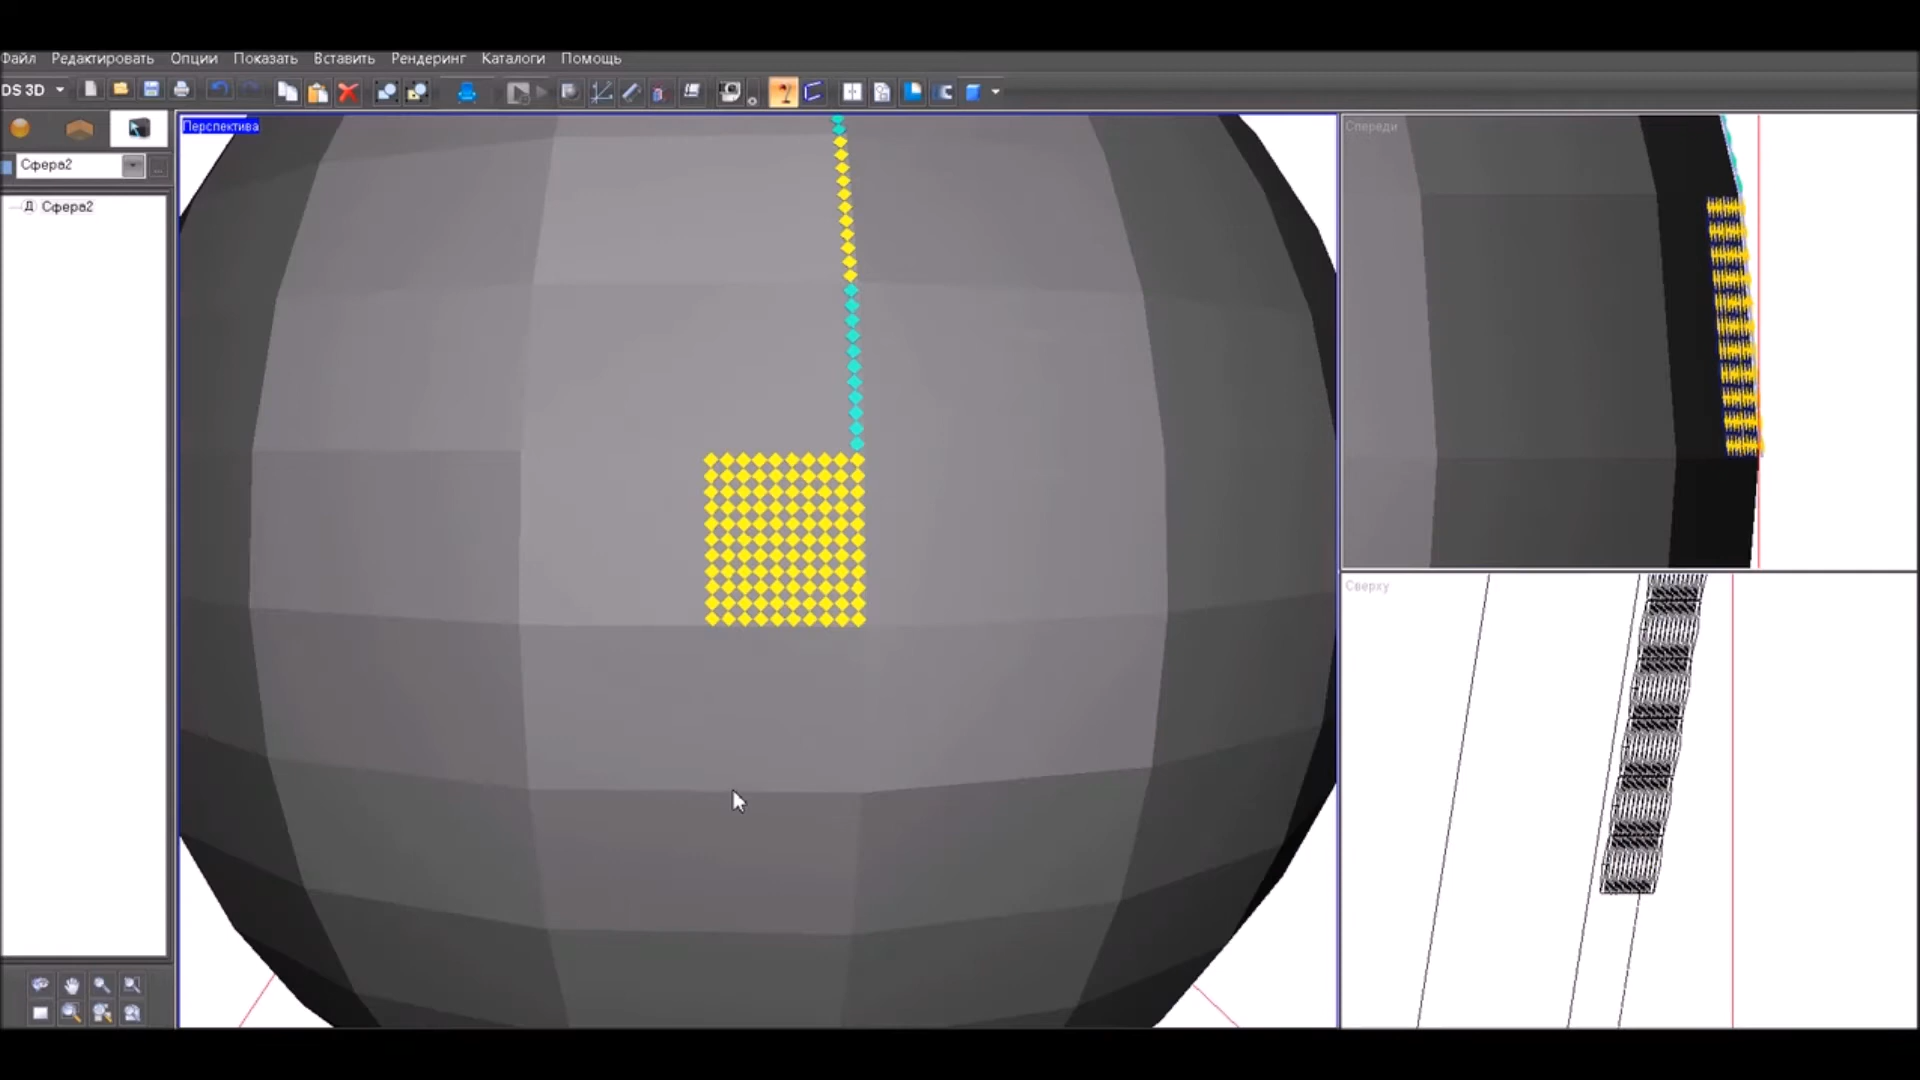 Файл Редактировать Опции Показать Вставить Рендеринг Каталоги Помощь
DS 3D
Перспектива
Спереди
Сфера2
Д Сфера2
Сверху